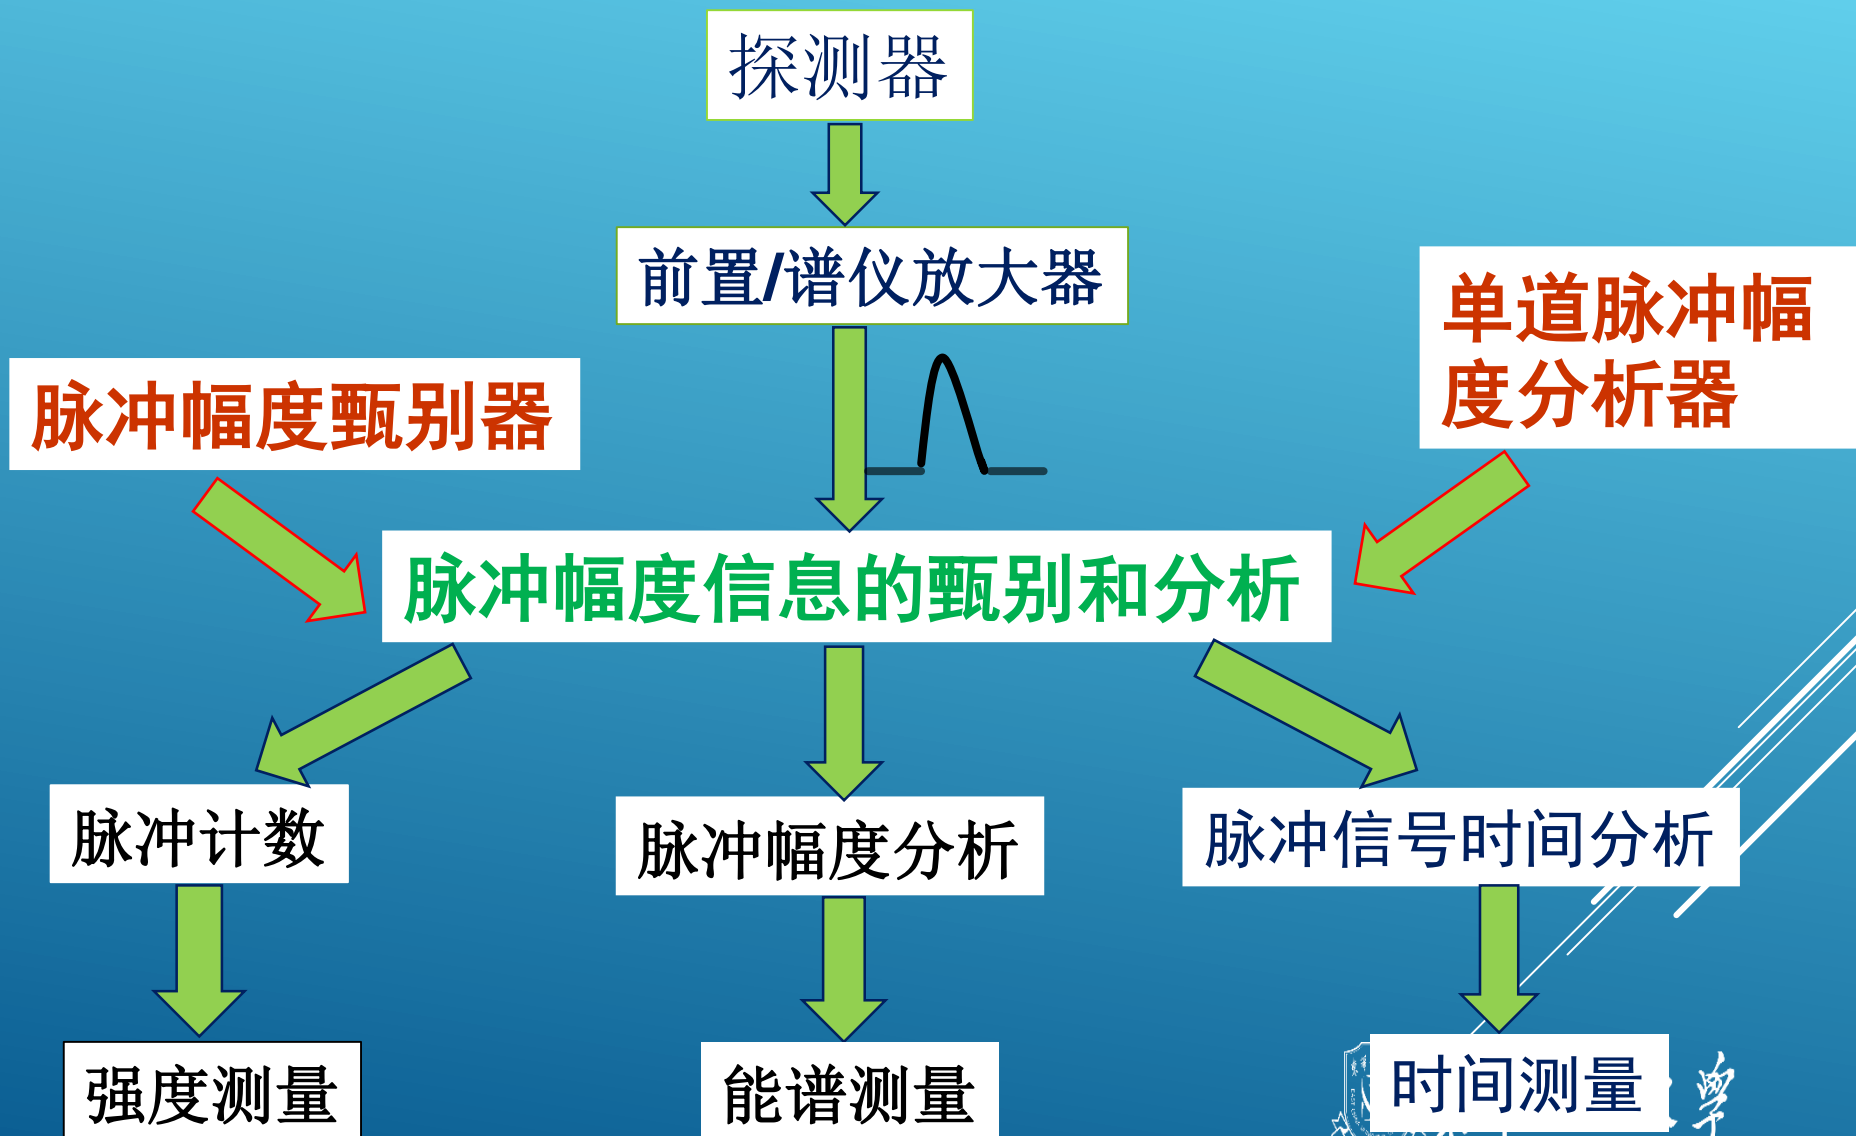 探测器
前置/谱仪放大器
单道脉冲幅
度分析器
脉冲幅度甄别器
脉冲幅度信息的甄别和分析
脉冲计数
脉冲幅度分析
脉冲信号时间分析
强度测量
能谱测量
时间测量